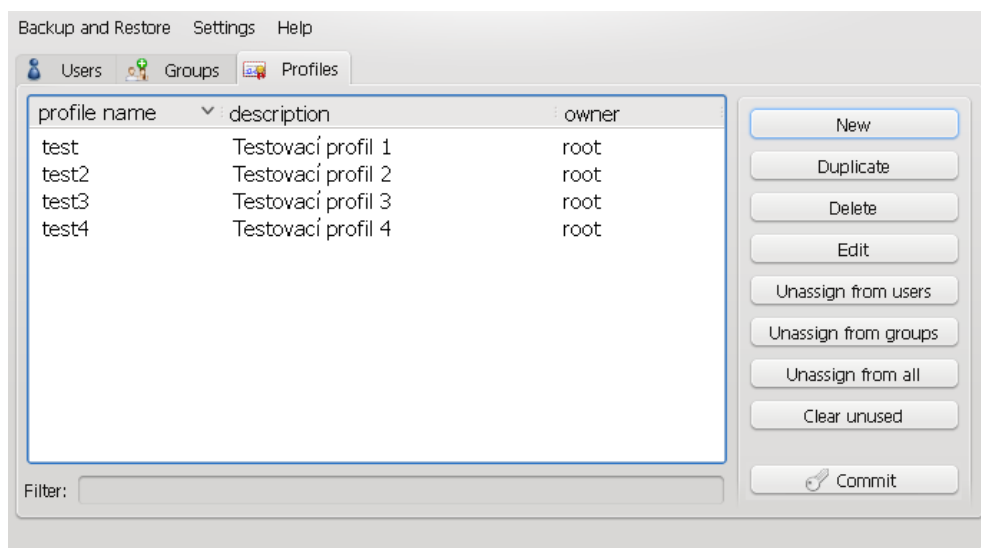 Backup and Restore Settings Help
Users Groups Profiles
profile name description owner
test Testovací profil 1 root
test2 Testovací profil 2 root
test3 Testovací profil 3 root
test4 Testovací profil 4 root
New
Duplicate
Delete
Edit
Unassign from users
Unassign from groups
Unassign from all
Clear unused
Filter:
Commit